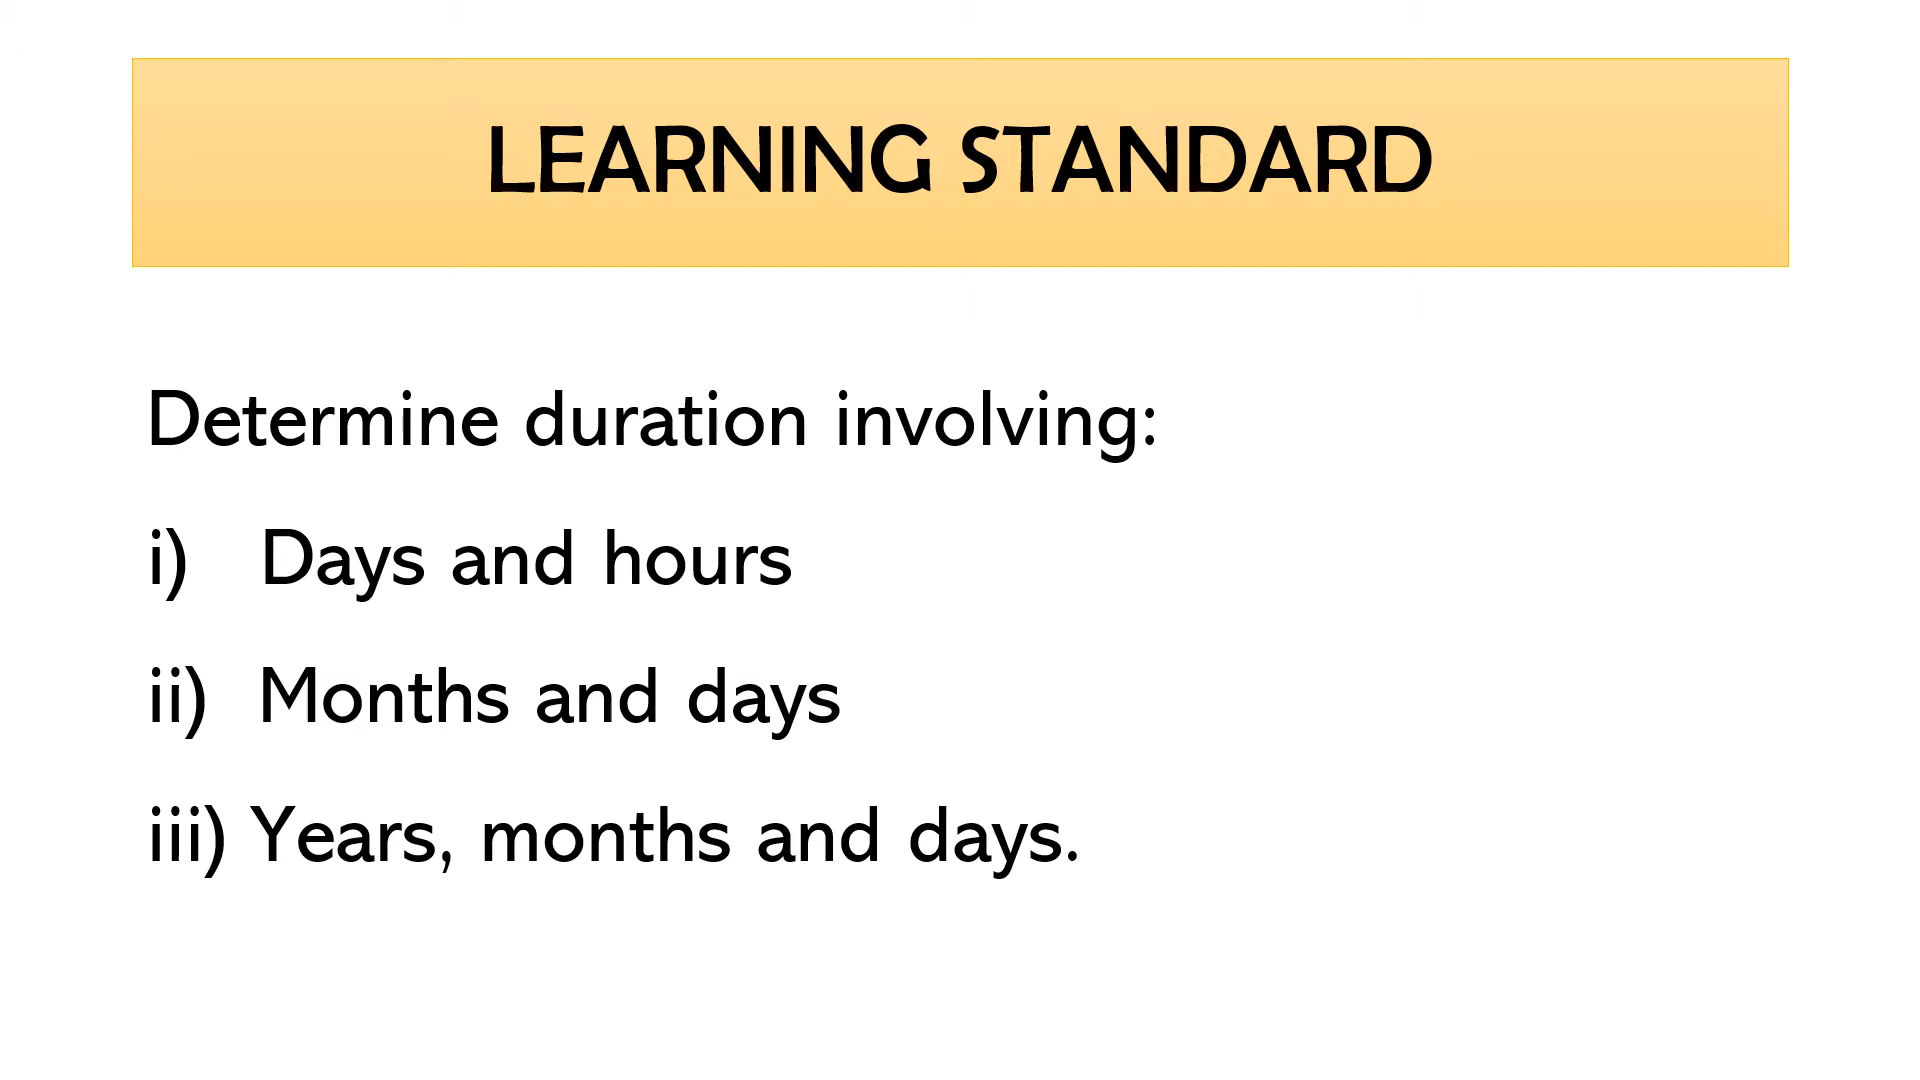 LEARNING STANDARD
Determine duration involving:
i) Days and hours
ii) Months and days
iii) Years, months and days.